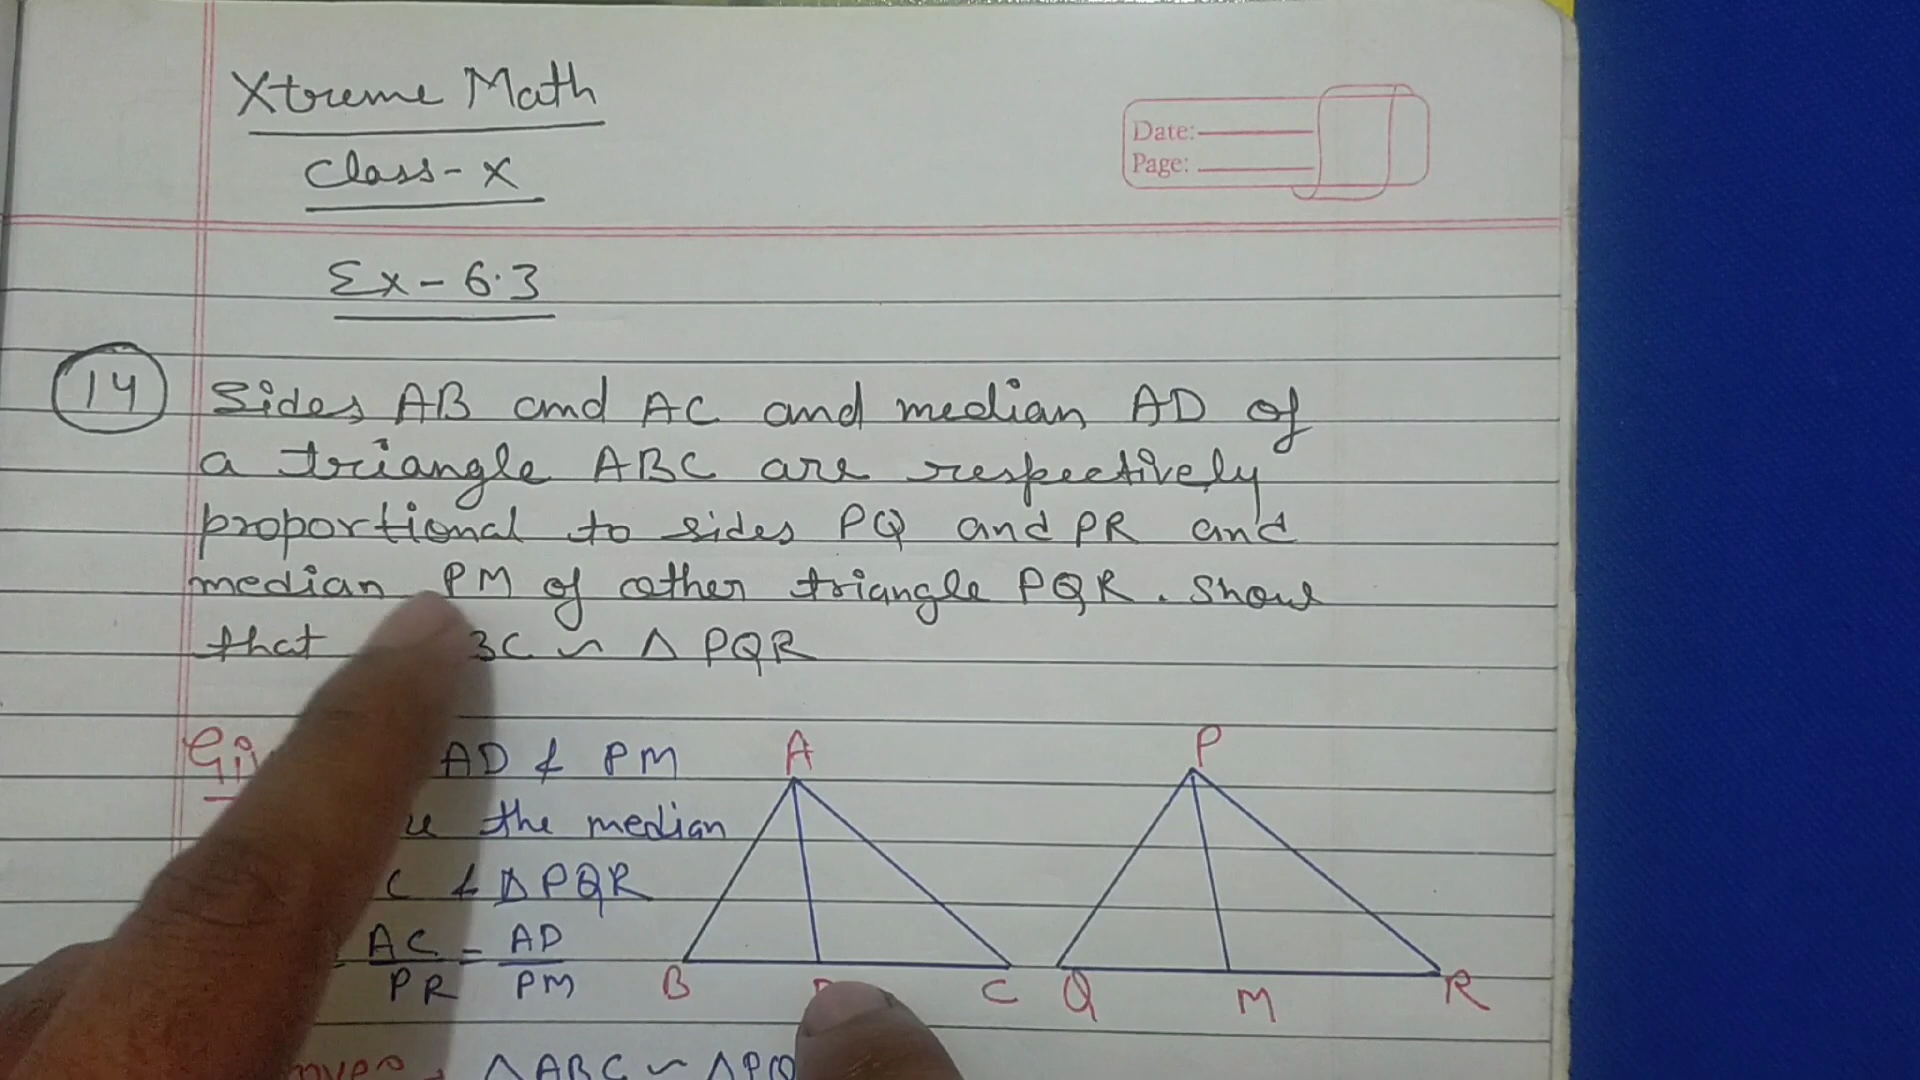 Xtreme Math
Class-X
Date:
Page:
Ex-6.3
14 Sides AB and AC and median AD of
a triangle ABC are respectively
proportional to sides PQ and PR and
median PM of other triangle PQR. Show
that BC ~ Δ PQR
AD & PM
A
P
the median
C & Δ PQR
AC = AD
PR PM
B
C
Q
M
R
Δ ABC ~ Δ PQ